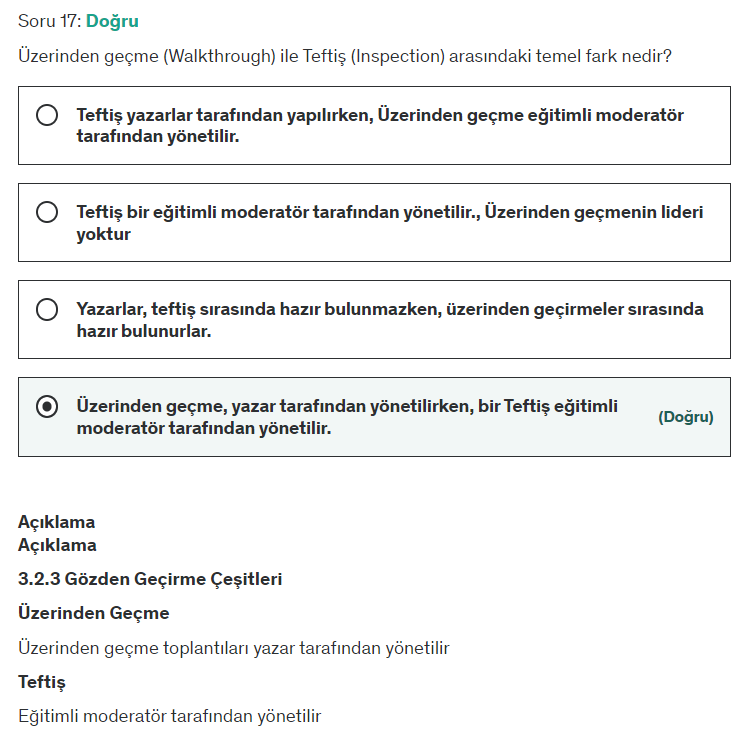 Soru 17: Doğru
Üzerinden geçme (Walkthrough) ile Teftiş (Inspection) arasındaki temel fark nedir?
Teftiş yazarlar tarafından yapılırken, Üzerinden geçme eğitimli moderatör
tarafından yönetilir.
Teftiş bir eğitimli moderatör tarafından yönetilir., Üzerinden geçmenin lideri
yoktur
Yazarlar, teftiş sırasında hazır bulunmazken, üzerinden geçirmeler sırasında
hazır bulunurlar.
Üzerinden geçme, yazar tarafından yönetilirken, bir Teftiş eğitimli
moderatör tarafından yönetilir.
(Doğru)
Açıklama
Açıklama
3.2.3 Gözden Geçirme Çeşitleri
Üzerinden Geçme
Üzerinden geçme toplantıları yazar tarafından yönetilir
Teftiş
Eğitimli moderatör tarafından yönetilir